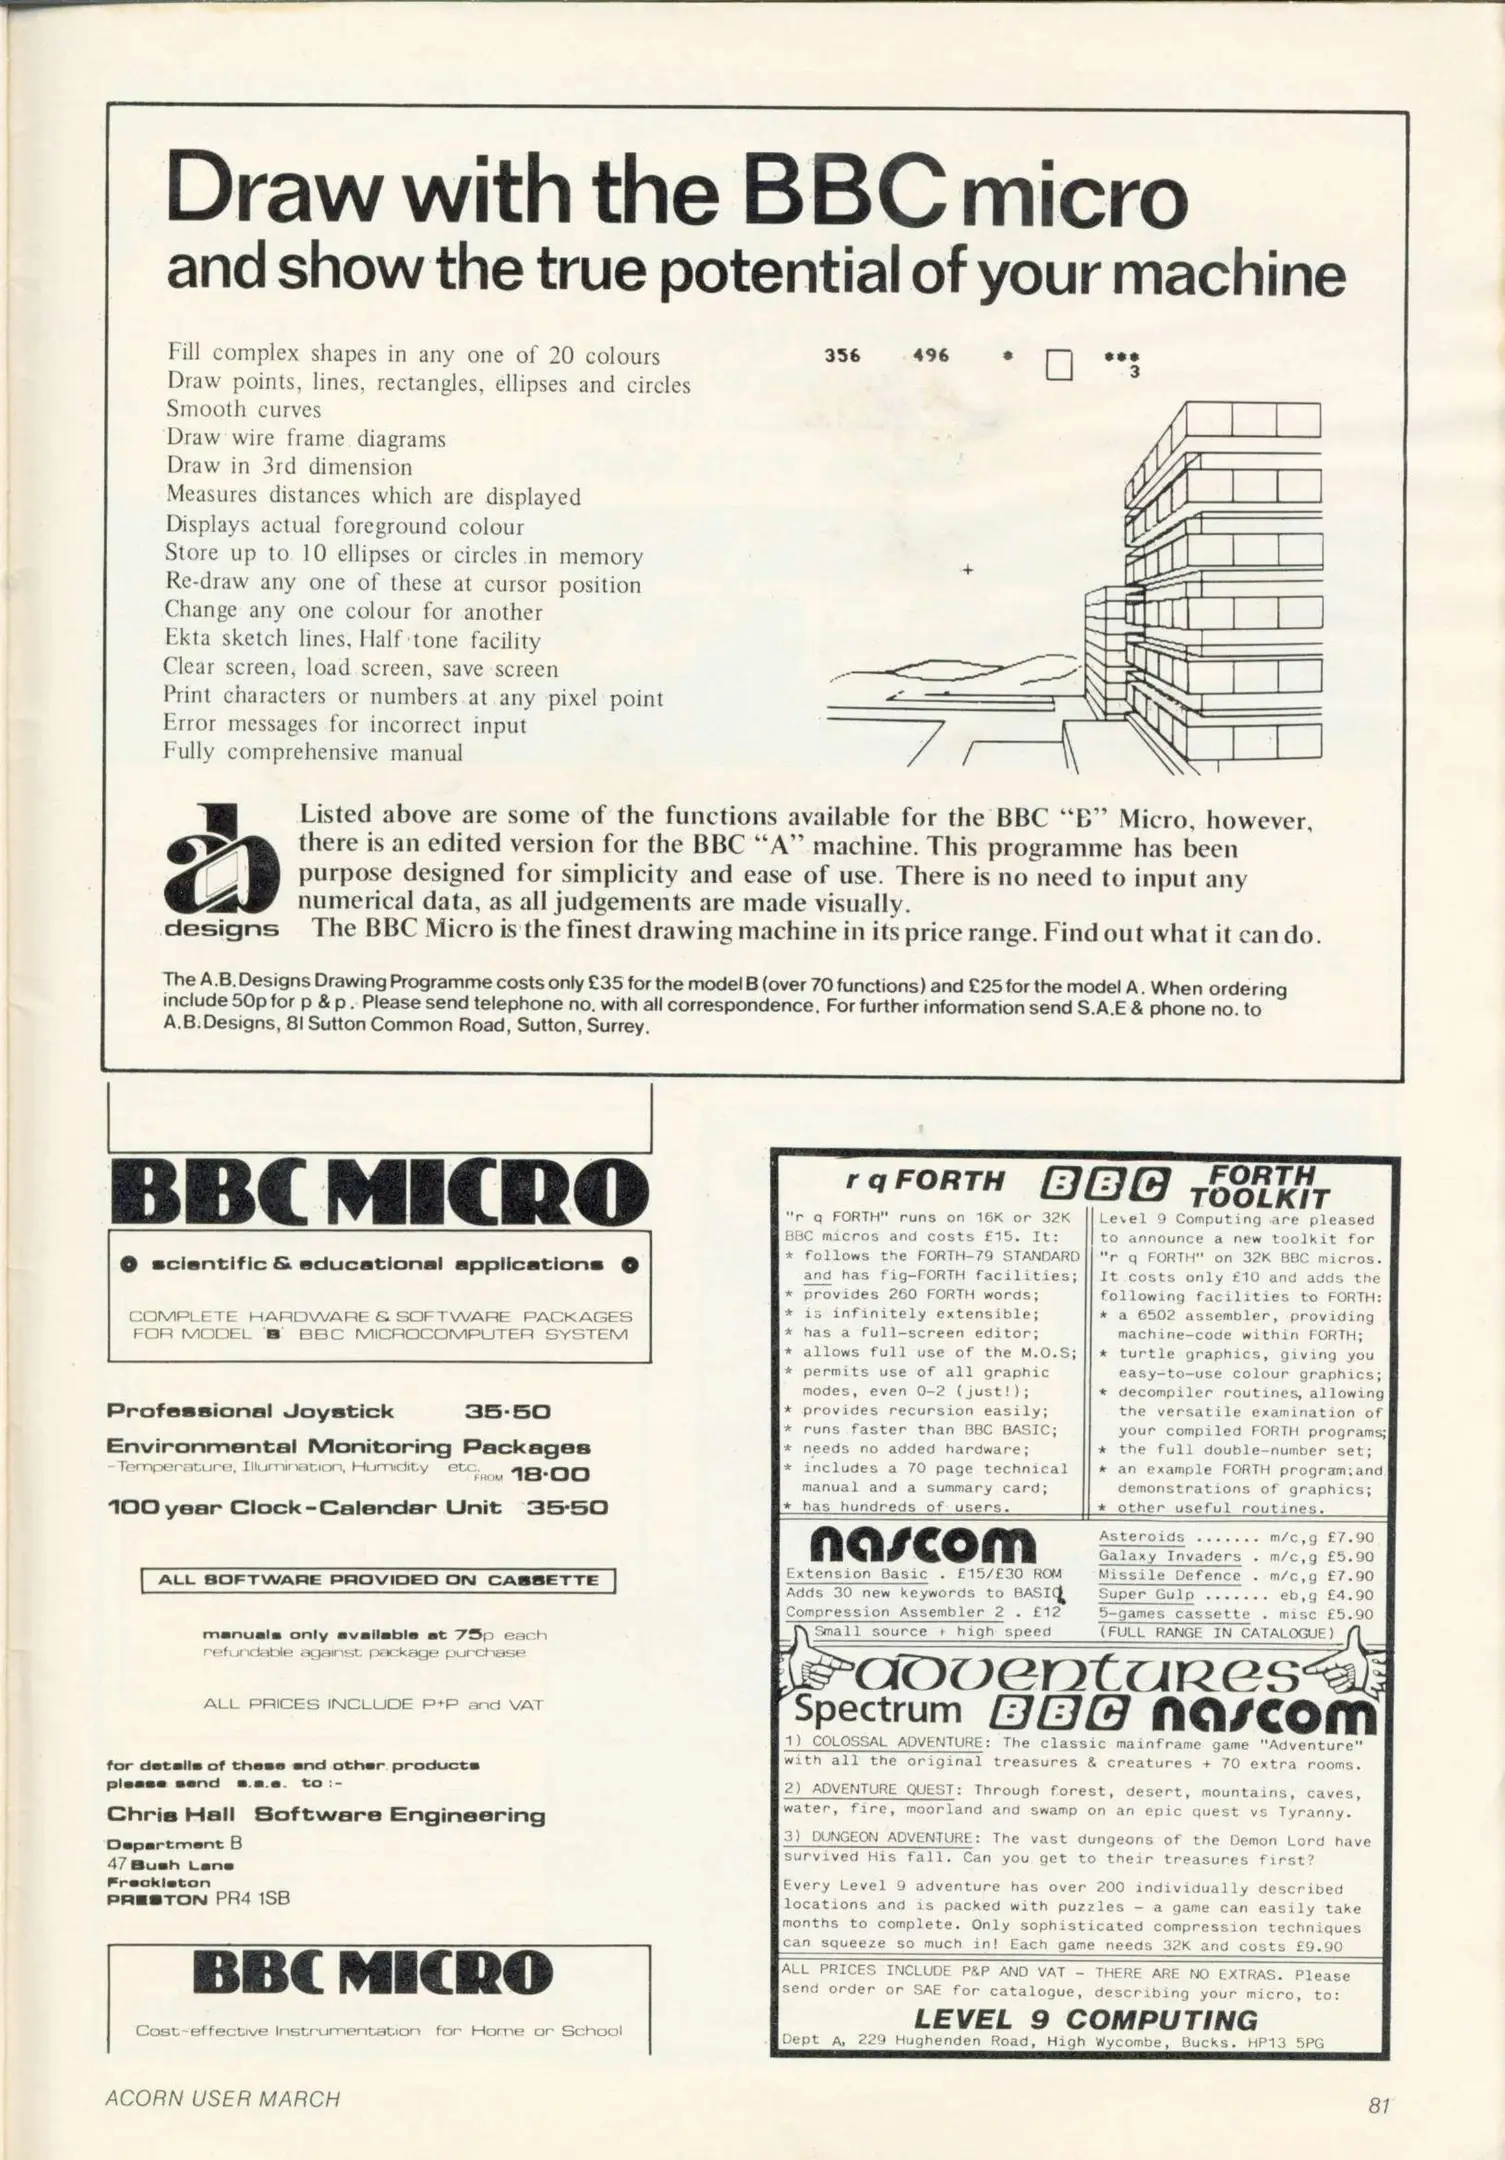 Draw with the BBC micro
and show the true potential of your machine
Fill complex shapes in any one of 20 colours
Draw points, lines, rectangles, ellipses and circles
Smooth curves
Draw wire frame diagrams
Draw in 3rd dimension
Measures distances which are displayed
Displays actual foreground colour
Store up to 10 ellipses or circles in memory
Re-draw any one of these at cursor position
Change any one colour for another
Ekta sketch lines, Half tone facility
Clear screen, load screen, save screen
Print characters or numbers at any pixel point
Error messages for incorrect input
Fully comprehensive manual
356 496 * ***
3
ab
designs
Listed above are some of the functions available for the BBC “B” Micro, however,
there is an edited version for the BBC “A” machine. This programme has been
purpose designed for simplicity and ease of use. There is no need to input any
numerical data, as all judgements are made visually.
The BBC Micro is the finest drawing machine in its price range. Find out what it can do.
The A.B. Designs Drawing Programme costs only £35 for the model B (over 70 functions) and £25 for the model A. When ordering
include 50p for p & p. Please send telephone no. with all correspondence. For further information send S.A.E & phone no. to
A.B. Designs, 81 Sutton Common Road, Sutton, Surrey.
BBC MICRO
scientific & educational applications
COMPLETE HARDWARE & SOFTWARE PACKAGES
FOR MODEL 'B' BBC MICROCOMPUTER SYSTEM
Professional Joystick 35·50
Environmental Monitoring Packages
-Temperature, Illumination, Humidity etc. FROM 18·00
100 year Clock-Calendar Unit 35·50
ALL SOFTWARE PROVIDED ON CASSETTE
manuals only available at 75p each
refundable against package purchase
ALL PRICES INCLUDE P+P and VAT
for details of these and other products
please send s.a.e. to :-
Chris Hall Software Engineering
Department B
47 Bush Lane
Freckleton
PRESTON PR4 1SB
BBC MICRO
Cost-effective Instrumentation for Home or School
r q FORTH BBC FORTH
TOOLKIT
"r q FORTH" runs on 16K or 32K
BBC micros and costs £15. It:
* follows the FORTH-79 STANDARD
and has fig-FORTH facilities;
* provides 260 FORTH words;
* is infinitely extensible;
* has a full-screen editor;
* allows full use of the M.O.S;
* permits use of all graphic
modes, even 0-2 (just!);
* provides recursion easily;
* runs faster than BBC BASIC;
* needs no added hardware;
* includes a 70 page technical
manual and a summary card;
* has hundreds of users.
Level 9 Computing are pleased
to announce a new toolkit for
"r q FORTH" on 32K BBC micros.
It costs only £10 and adds the
following facilities to FORTH:
* a 6502 assembler, providing
machine-code within FORTH;
* turtle graphics, giving you
easy-to-use colour graphics;
* decompiler routines, allowing
the versatile examination of
your compiled FORTH programs;
* the full double-number set;
* an example FORTH program;and
demonstrations of graphics;
* other useful routines.
nascom
Extension Basic . £15/£30 ROM
Adds 30 new keywords to BASIC
Compression Assembler 2 . £12
Small source + high speed
Asteroids ....... m/c,g £7.90
Galaxy Invaders . m/c,g £5.90
Missile Defence . m/c,g £7.90
Super Gulp ....... eb,g £4.90
5-games cassette . misc £5.90
(FULL RANGE IN CATALOGUE)
adventures
Spectrum BBC nascom
1) COLOSSAL ADVENTURE: The classic mainframe game "Adventure"
with all the original treasures & creatures + 70 extra rooms.
2) ADVENTURE QUEST: Through forest, desert, mountains, caves,
water, fire, moorland and swamp on an epic quest vs Tyranny.
3) DUNGEON ADVENTURE: The vast dungeons of the Demon Lord have
survived His fall. Can you get to their treasures first?
Every Level 9 adventure has over 200 individually described
locations and is packed with puzzles - a game can easily take
months to complete. Only sophisticated compression techniques
can squeeze so much in! Each game needs 32K and costs £9.90
ALL PRICES INCLUDE P&P AND VAT - THERE ARE NO EXTRAS. Please
send order or SAE for catalogue, describing your micro, to:
LEVEL 9 COMPUTING
Dept A, 229 Hughenden Road, High Wycombe, Bucks. HP13 5PG
ACORN USER MARCH
81